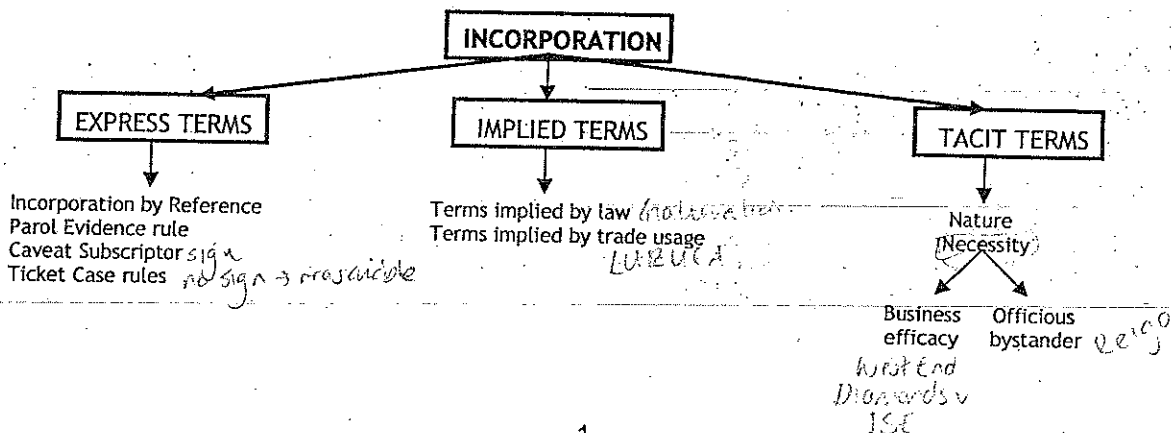 INCORPORATION
EXPRESS TERMS
Incorporation by Reference
Parol Evidence rule
Caveat Subscriptor sign
Ticket Case rules no sign →
IMPLIED TERMS
Terms implied by law
Terms implied by trade usage
TACIT TERMS
Nature
(Necessity)
Business
efficacy
End
Diamonds v
JSE
Officious
bystander
1